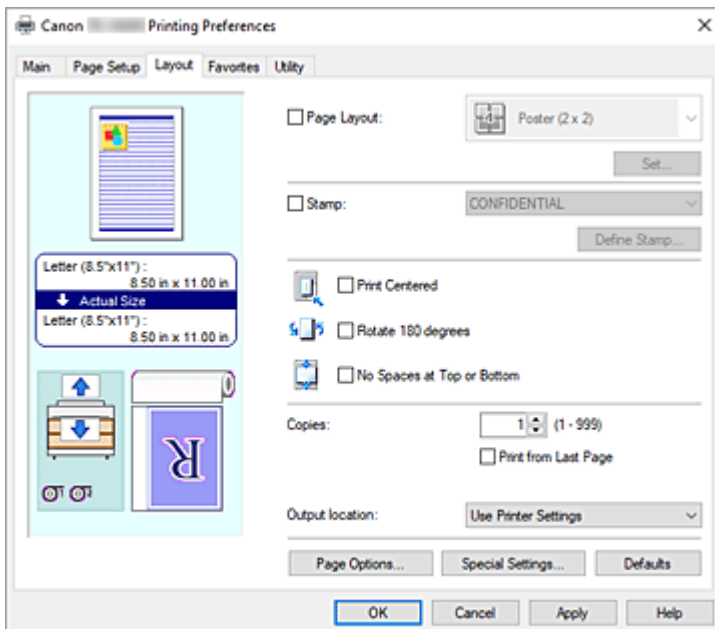 Canon Printing Preferences
Main Page Setup Layout Favorites Utility
Page Layout: Poster (2 x 2)
Set...
Stamp: CONFIDENTIAL
Define Stamp...
Letter (8.5"x11") :
8.50 in x 11.00 in
Actual Size
Letter (8.5"x11") :
8.50 in x 11.00 in
Print Centered
Rotate 180 degrees
No Spaces at Top or Bottom
Copies: 1 (1 - 999)
Print from Last Page
R
Output location: Use Printer Settings
Page Options... Special Settings... Defaults
OK Cancel Apply Help